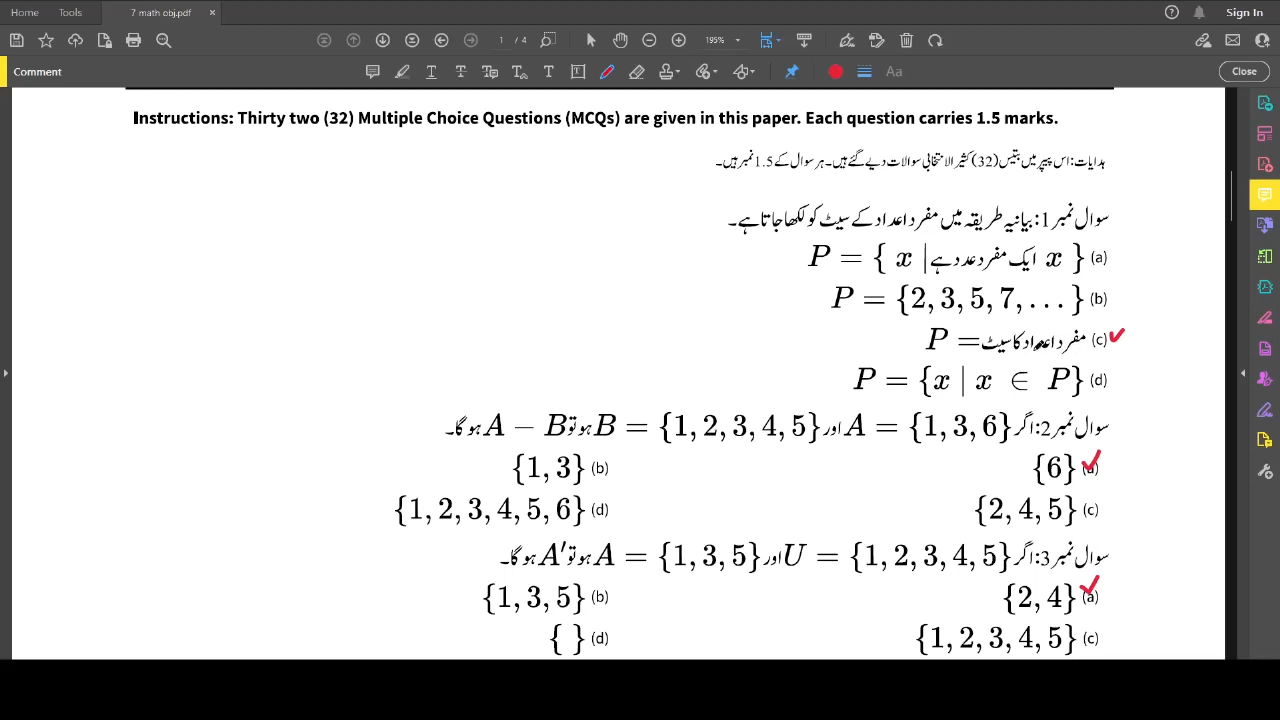 Home Tools 7 math obj.pdf × Sign In
1 / 4 195%
Comment Aa Close
Instructions: Thirty two (32) Multiple Choice Questions (MCQs) are given in this paper. Each question carries 1.5 marks.
ہدایات: اس پیپر میں بتیس (32) کثیر الانتخابی سوالات دیے گئے ہیں۔ ہر سوال کے 1.5 نمبر ہیں۔
سوال نمبر 1: بیانیہ طریقہ میں مفرد اعداد کے سیٹ کو لکھا جاتا ہے۔
(a) P = { x | ایک مفرد عدد ہے x }
(b) P = {2, 3, 5, 7, . . . }
(c) P = مفرد اعداد کا سیٹ
(d) P = {x | x ∈ P}
سوال نمبر 2: اگر A = {1, 3, 6} اور B = {1, 2, 3, 4, 5} ہو تو A − B ہو گا۔
(a) {6} (b) {1, 3}
(c) {2, 4, 5} (d) {1, 2, 3, 4, 5, 6}
سوال نمبر 3: اگر U = {1, 2, 3, 4, 5} اور A = {1, 3, 5} ہو تو A′ ہو گا۔
(a) {2, 4} (b) {1, 3, 5}
(c) {1, 2, 3, 4, 5} (d) { }